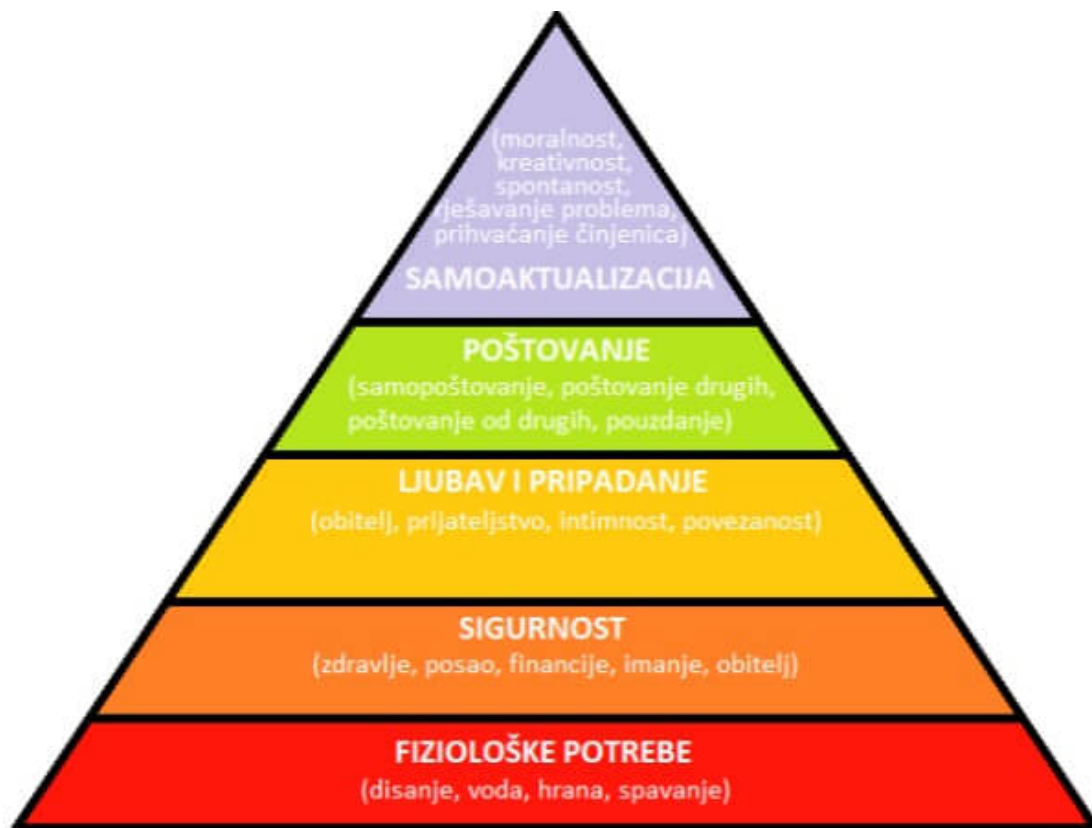 (moralnost,
kreativnost,
spontanost,
rješavanje problema,
prihvaćanje činjenica)
SAMOAKTUALIZACIJA
POŠTOVANJE
(samopoštovanje, poštovanje drugih,
poštovanje od drugih, pouzdanje)
LJUBAV I PRIPADANJE
(obitelj, prijateljstvo, intimnost, povezanost)
SIGURNOST
(zdravlje, posao, financije, imanje, obitelj)
FIZIOLOŠKE POTREBE
(disanje, voda, hrana, spavanje)